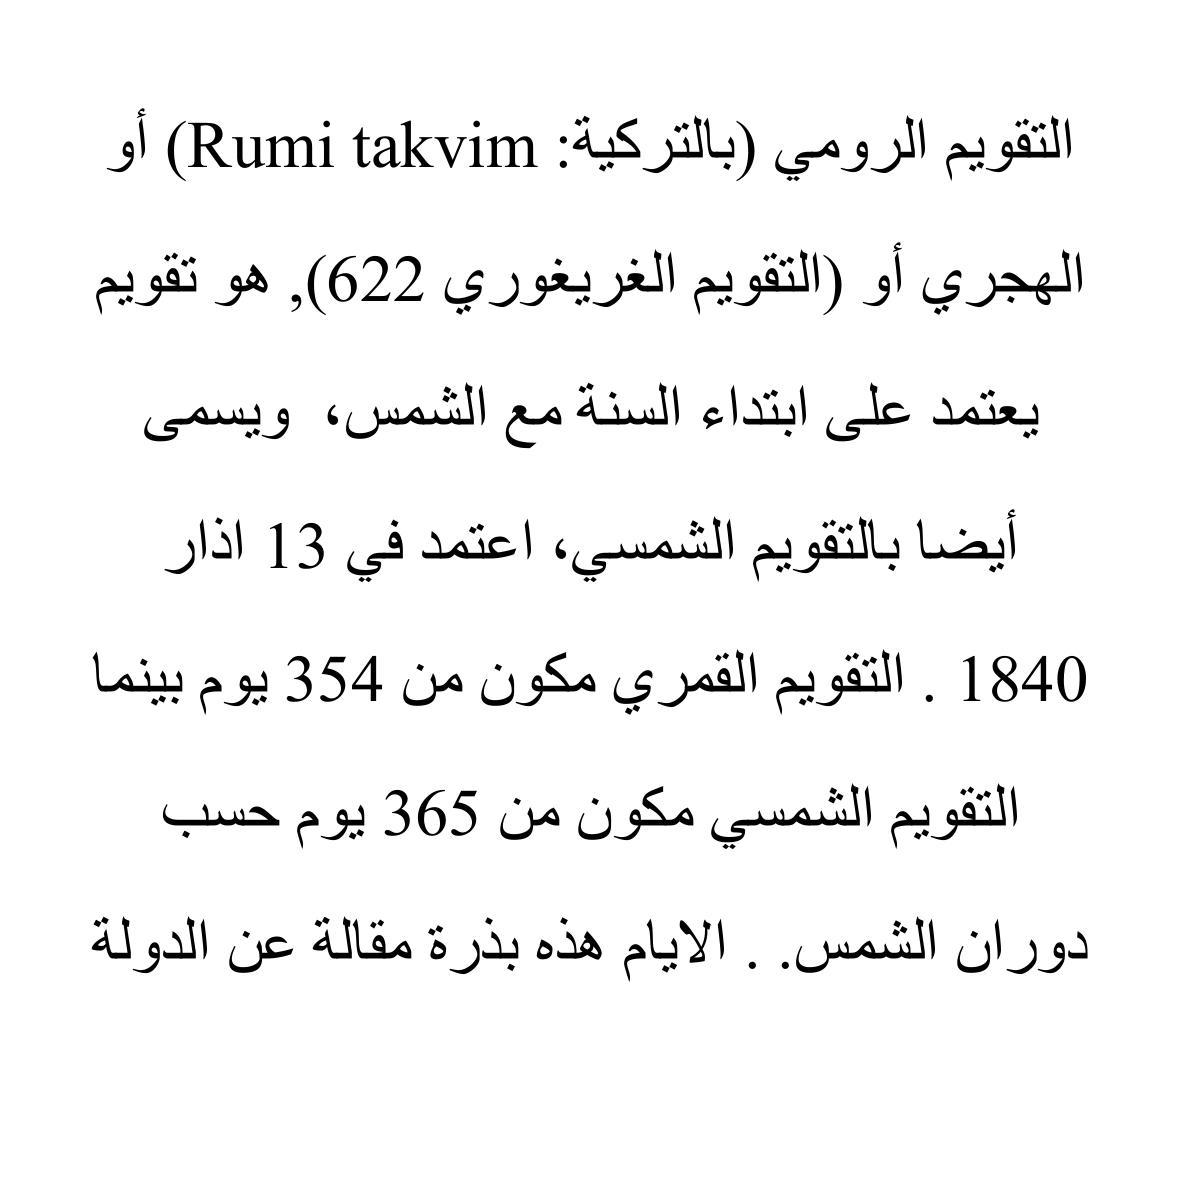 التقويم الرومي (بالتركية: Rumi takvim) أو
الهجري أو (التقويم الغريغوري 622), هو تقويم
يعتمد على ابتداء السنة مع الشمس، ويسمى
أيضا بالتقويم الشمسي، اعتمد في 13 اذار
1840 . التقويم القمري مكون من 354 يوم بينما
التقويم الشمسي مكون من 365 يوم حسب
دوران الشمس. . الايام هذه بذرة مقالة عن الدولة